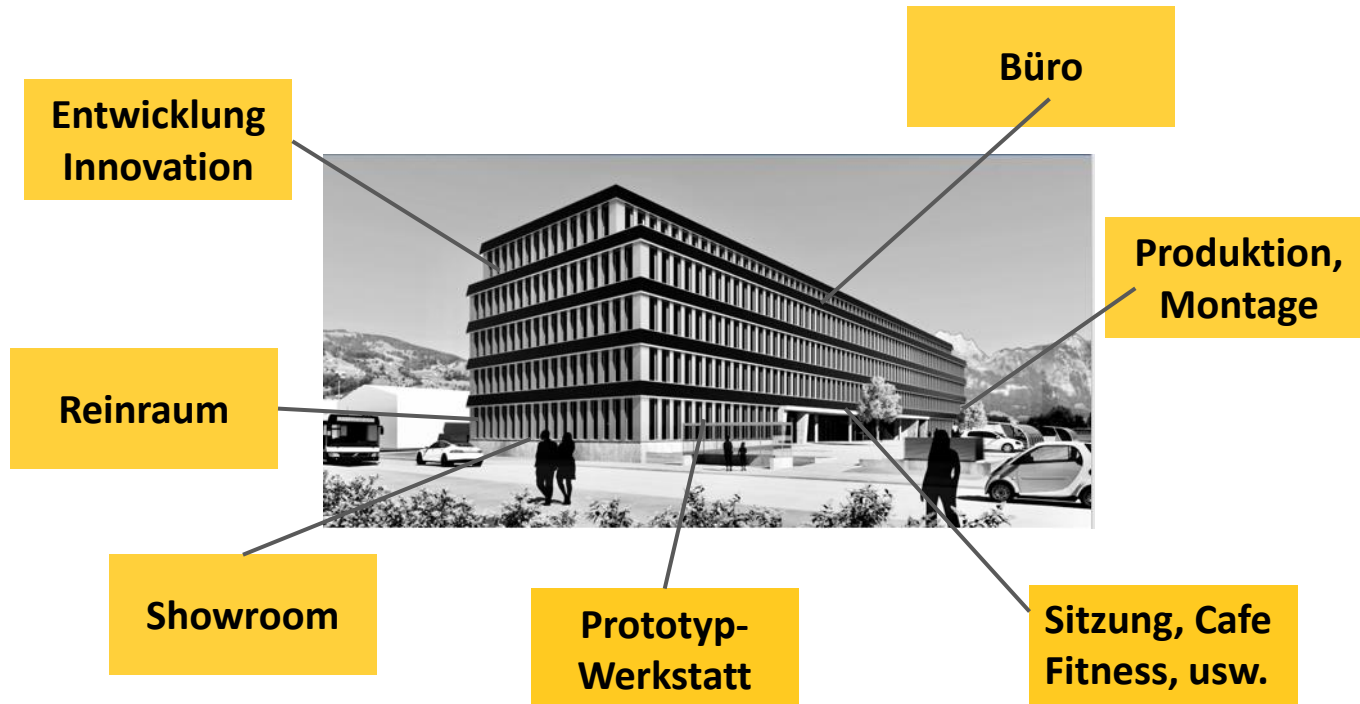 Büro
Entwicklung
Innovation
Produktion,
Montage
Reinraum
Showroom
Prototyp-
Werkstatt
Sitzung, Cafe
Fitness, usw.